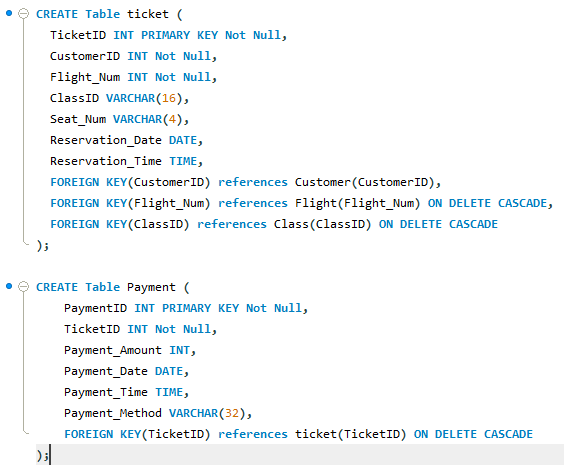 CREATE Table ticket (
TicketID INT PRIMARY KEY Not Null,
CustomerID INT Not Null,
Flight_Num INT Not Null,
ClassID VARCHAR(16),
Seat_Num VARCHAR(4),
Reservation_Date DATE,
Reservation_Time TIME,
FOREIGN KEY(CustomerID) references Customer(CustomerID),
FOREIGN KEY(Flight_Num) references Flight(Flight_Num) ON DELETE CASCADE,
FOREIGN KEY(ClassID) references Class(ClassID) ON DELETE CASCADE
);
CREATE Table Payment (
PaymentID INT PRIMARY KEY Not Null,
TicketID INT Not Null,
Payment_Amount INT,
Payment_Date DATE,
Payment_Time TIME,
Payment_Method VARCHAR(32),
FOREIGN KEY(TicketID) references ticket(TicketID) ON DELETE CASCADE
);